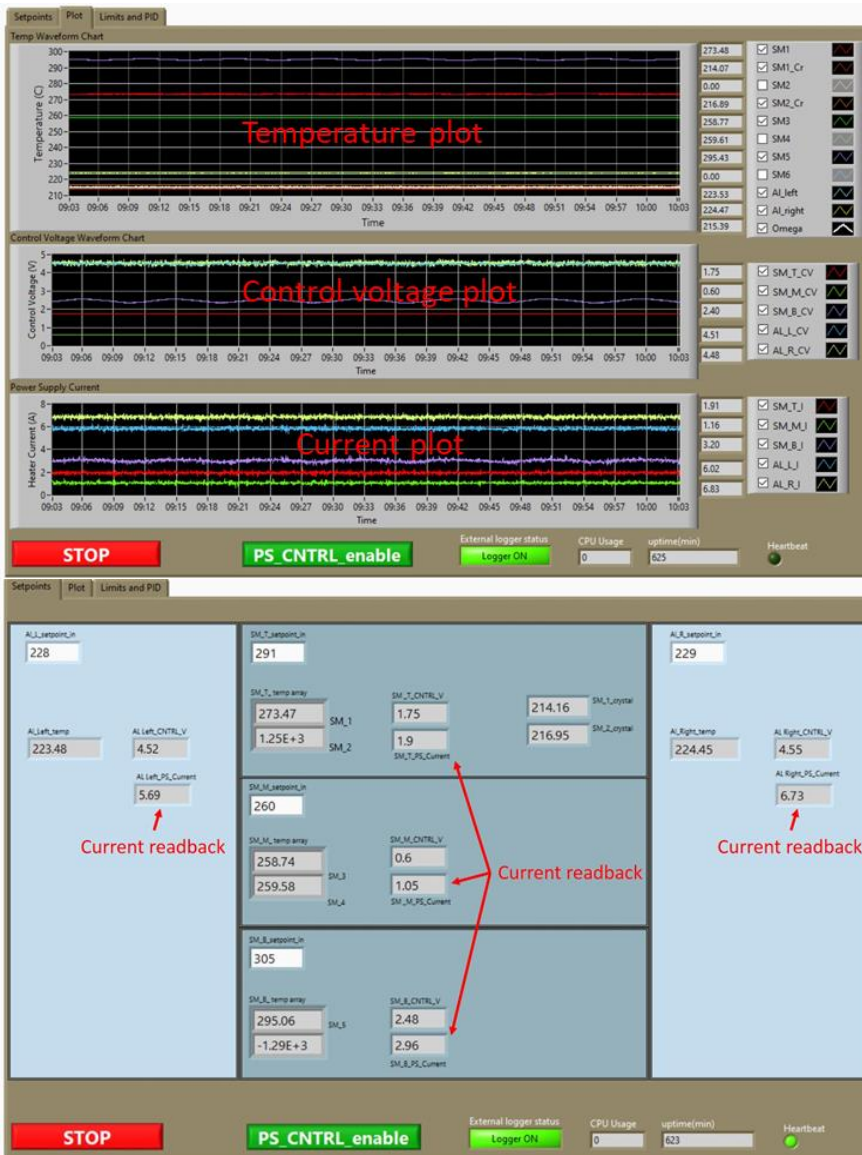 Setpoints Plot Limits and PID
Temp Waveform Chart
Temperature (C)
300
290
280
270
260
250
240
230
220
210
09:03 09:06 09:09 09:12 09:15 09:18 09:21 09:24 09:27 09:30 09:33 09:36 09:39 09:42 09:45 09:48 09:51 09:54 09:57 10:00 10:03
Time
Temperature plot
273.48 SM1
214.07 SM1_Cr
0.00 SM2
216.89 SM2_Cr
258.77 SM3
259.61 SM4
295.43 SM5
0.00 SM6
223.53 Al_left
224.47 Al_right
215.39 Omega
Control Voltage Waveform Chart
Control Voltage (V)
5
4
3
2
1
0
09:03 09:06 09:09 09:12 09:15 09:18 09:21 09:24 09:27 09:30 09:33 09:36 09:39 09:42 09:45 09:48 09:51 09:54 09:57 10:00 10:03
Time
Control voltage plot
1.75 SM_T_CV
0.60 SM_M_CV
2.40 SM_B_CV
4.51 AL_L_CV
4.48 AL_R_CV
Power Supply Current
Heater Current (A)
8
6
4
2
0
09:03 09:06 09:09 09:12 09:15 09:18 09:21 09:24 09:27 09:30 09:33 09:36 09:39 09:42 09:45 09:48 09:51 09:54 09:57 10:00 10:03
Time
Current plot
1.91 SM_T_I
1.16 SM_M_I
3.20 SM_B_I
6.02 AL_L_I
6.83 AL_R_I
STOP
PS_CNTRL_enable
External logger status
Logger ON
CPU Usage
0
uptime(min)
625
Heartbeat
Setpoints Plot Limits and PID
Al_L_setpoint_in
228
Al_Left_temp
223.48
Al Left_CNTRL_V
4.52
AL Left_PS_Current
5.69
Current readback
SM_T_setpoint_in
291
SM_T_ temp array
273.47 SM_1
1.25E+3 SM_2
SM _T_CNTRL_V
1.75
1.9
SM_T_PS_Current
214.16 SM_1_crystal
216.95 SM_2_crystal
SM_M_setpoint_in
260
SM_M_ temp array
258.74 SM_3
259.58 SM_4
SM_M_CNTRL_V
0.6
1.05
SM _M_PS_Current
Current readback
SM_B_setpoint_in
305
SM_B_ temp array
295.06 SM_5
-1.29E+3
SM_B_CNTRL_V
2.48
2.96
SM_B_PS_Current
Al_R_setpoint_in
229
Al_Right_temp
224.45
Al Right_CNTRL_V
4.55
AL Right_PS_Current
6.73
Current readback
STOP
PS_CNTRL_enable
External logger status
Logger ON
CPU Usage
0
uptime(min)
623
Heartbeat